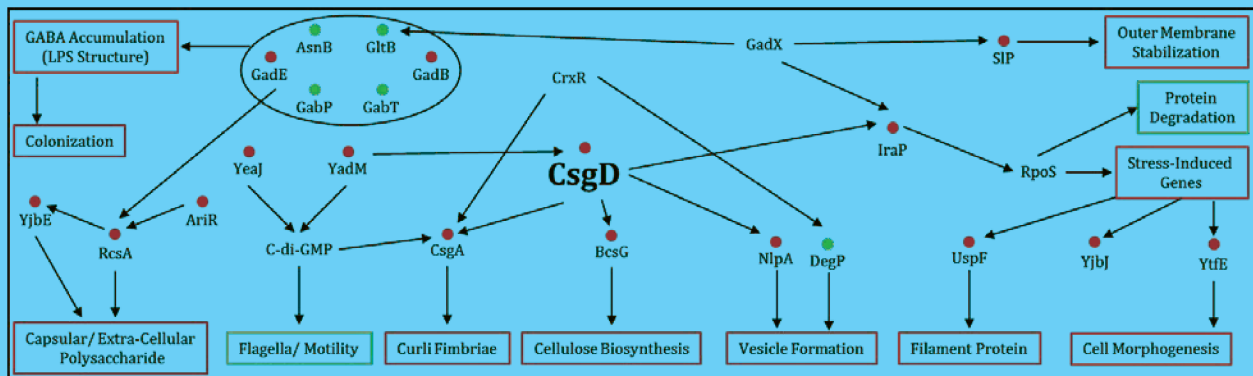 GABA Accumulation
(LPS Structure)
AsnB
GltB
GadE
GadB
GabP
GabT
GadX
SlP
Outer Membrane
Stabilization
CrxR
Colonization
Protein
Degradation
YeaJ
YadM
CsgD
IraP
RpoS
Stress-Induced
Genes
YjbE
AriR
RcsA
C-di-GMP
CsgA
BcsG
NlpA
DegP
UspF
YjbJ
YtfE
Capsular/ Extra-Cellular
Polysaccharide
Flagella/ Motility
Curli Fimbriae
Cellulose Biosynthesis
Vesicle Formation
Filament Protein
Cell Morphogenesis